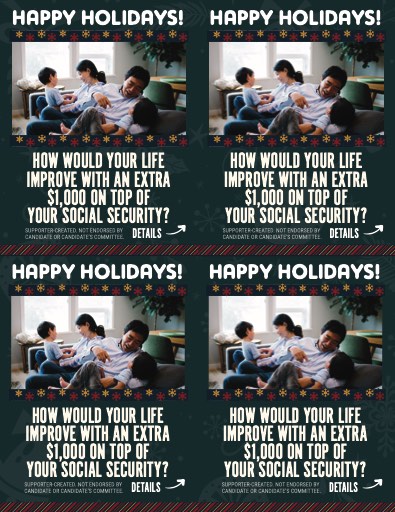 HAPPY HOLIDAYS!
HOW WOULD YOUR LIFE
IMPROVE WITH AN EXTRA
$1,000 ON TOP OF
YOUR SOCIAL SECURITY?
SUPPORTER-CREATED. NOT ENDORSED BY
CANDIDATE OR CANDIDATE'S COMMITTEE.
DETAILS
HAPPY HOLIDAYS!
HOW WOULD YOUR LIFE
IMPROVE WITH AN EXTRA
$1,000 ON TOP OF
YOUR SOCIAL SECURITY?
SUPPORTER-CREATED. NOT ENDORSED BY
CANDIDATE OR CANDIDATE'S COMMITTEE.
DETAILS
HAPPY HOLIDAYS!
HOW WOULD YOUR LIFE
IMPROVE WITH AN EXTRA
$1,000 ON TOP OF
YOUR SOCIAL SECURITY?
SUPPORTER-CREATED. NOT ENDORSED BY
CANDIDATE OR CANDIDATE'S COMMITTEE.
DETAILS
HAPPY HOLIDAYS!
HOW WOULD YOUR LIFE
IMPROVE WITH AN EXTRA
$1,000 ON TOP OF
YOUR SOCIAL SECURITY?
SUPPORTER-CREATED. NOT ENDORSED BY
CANDIDATE OR CANDIDATE'S COMMITTEE.
DETAILS